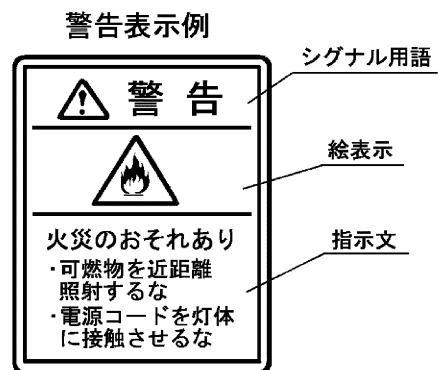 警告表示例
シグナル用語
警告
絵表示
火災のおそれあり
指示文
・可燃物を近距離
照射するな
・電源コードを灯体
に接触させるな